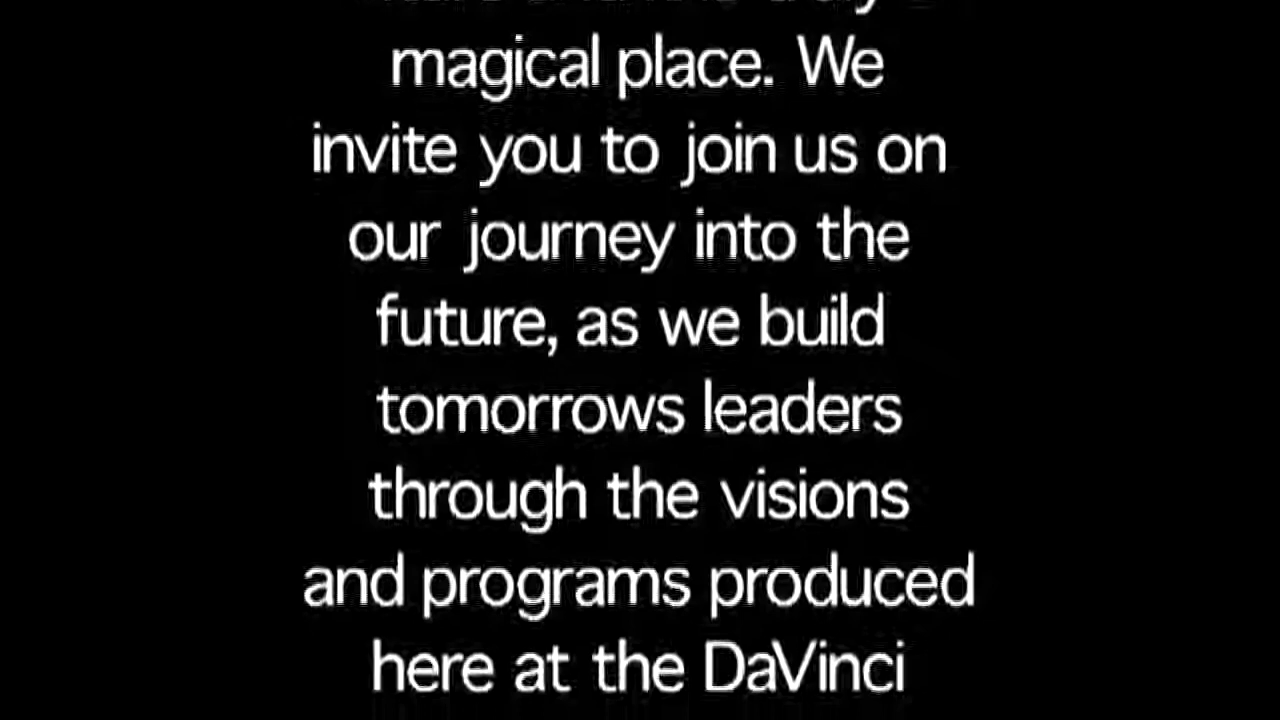 truly
magical place. We
invite you to join us on
our journey into the
future, as we build
tomorrows leaders
through the visions
and programs produced
here at the DaVinci